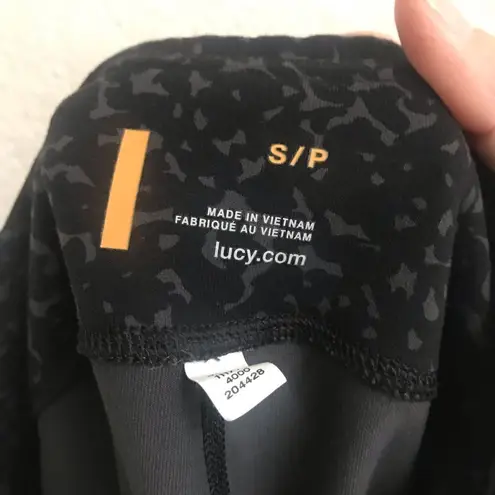 S/P
MADE IN VIETNAM
FABRIQUÉ AU VIETNAM
lucy.com
4000
204428